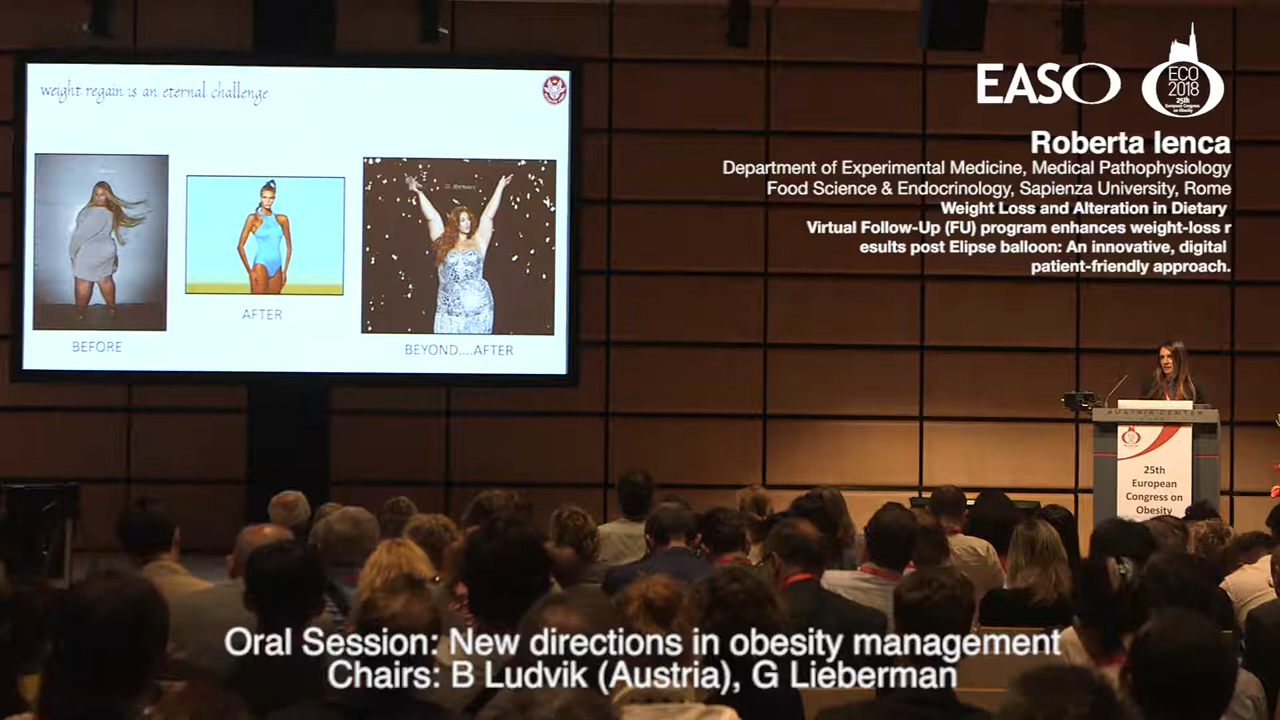 weight regain is an eternal challenge
BEFORE
AFTER
BEYOND....AFTER
EASO
ECO
2018
25th
European Congress
on Obesity
Roberta Ienca
Department of Experimental Medicine, Medical Pathophysiology
Food Science & Endocrinology, Sapienza University, Rome
Weight Loss and Alteration in Dietary
Virtual Follow-Up (FU) program enhances weight-loss r
esults post Elipse balloon: An innovative, digital
patient-friendly approach.
AUSTRIA CENTER
25th
European
Congress on
Obesity
Oral Session: New directions in obesity management
Chairs: B Ludvik (Austria), G Lieberman